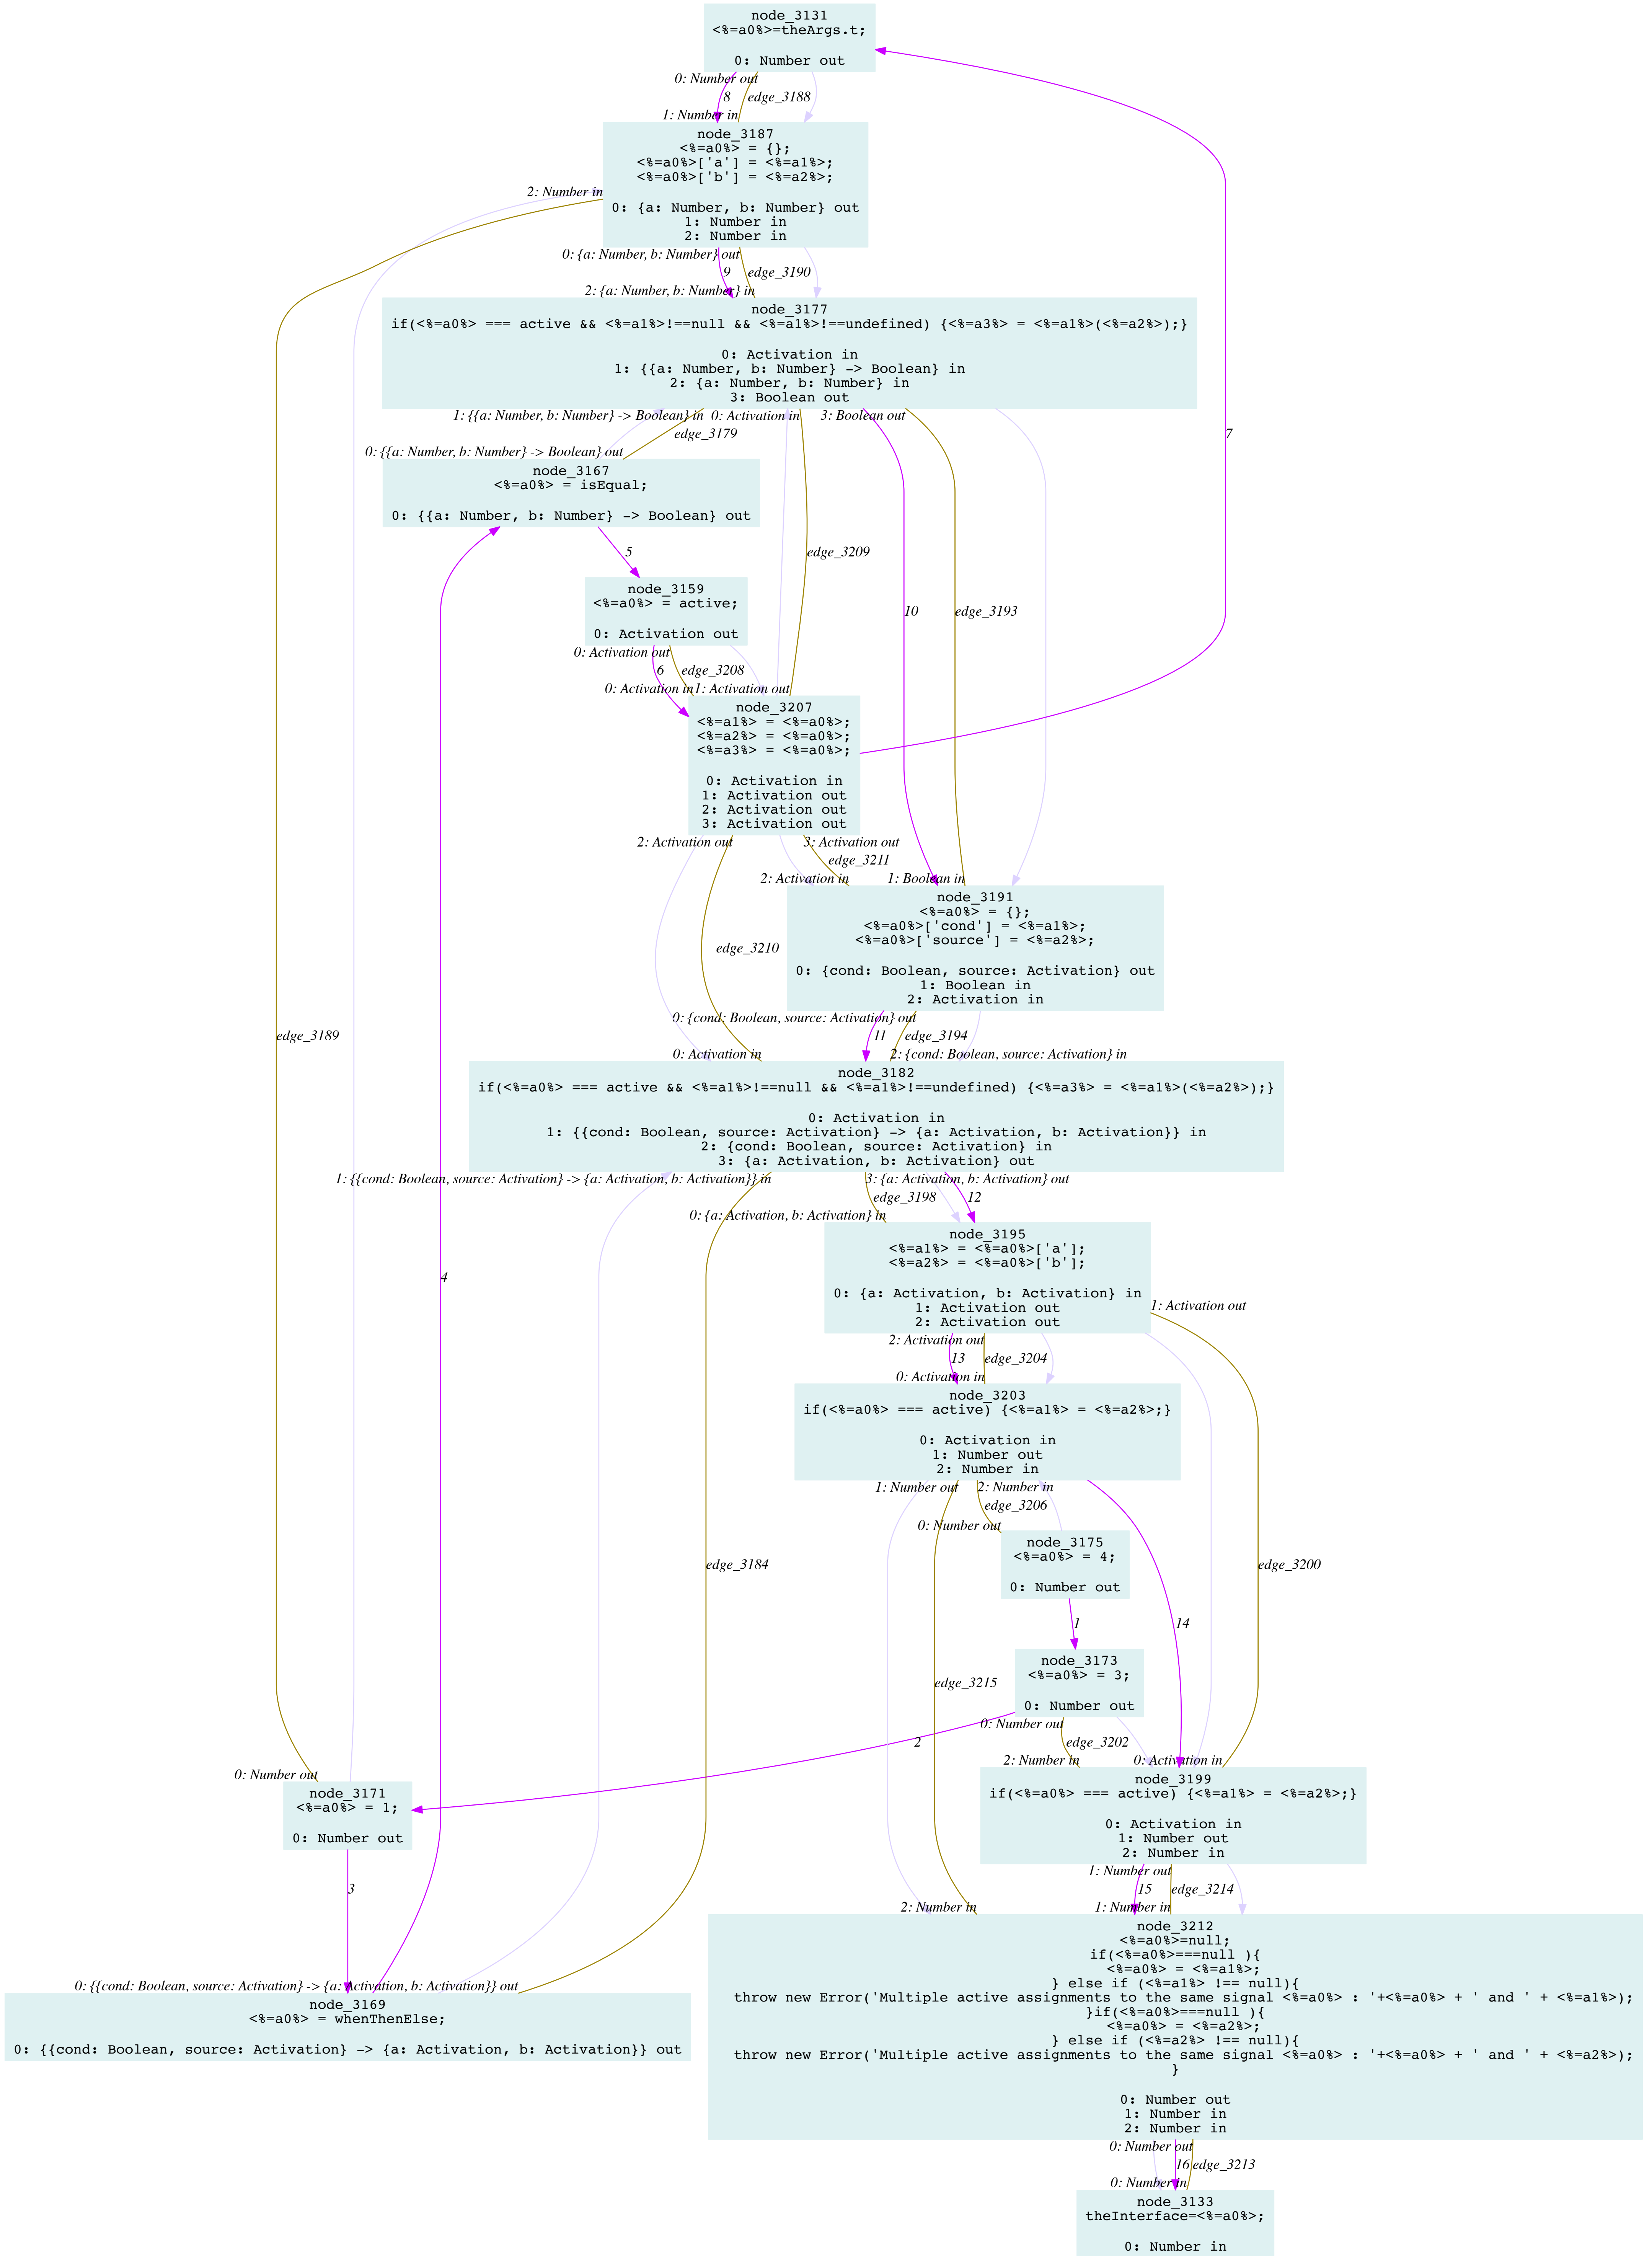 node_3131
<%=a0%>=theArgs.t;
0: Number out
0: Number out
8
edge_3188
1: Number in
node_3187
<%=a0%> = {};
<%=a0%>['a'] = <%=a1%>;
<%=a0%>['b'] = <%=a2%>;
2: Number in
0: {a: Number, b: Number} out
1: Number in
2: Number in
0: {a: Number, b: Number} out
9
edge_3190
2: {a: Number, b: Number} in
node_3177
if(<%=a0%> === active && <%=a1%>!==null && <%=a1%>!==undefined) {<%=a3%> = <%=a1%>(<%=a2%>);}
0: Activation in
1: {{a: Number, b: Number} -> Boolean} in
2: {a: Number, b: Number} in
3: Boolean out
1: {{a: Number, b: Number} -> Boolean} in
0: Activation in
3: Boolean out
edge_3179
7
0: {{a: Number, b: Number} -> Boolean} out
node_3167
<%=a0%> = isEqual;
0: {{a: Number, b: Number} -> Boolean} out
5
edge_3209
node_3159
<%=a0%> = active;
0: Activation out
10
edge_3193
0: Activation out
6
edge_3208
0: Activation in
1: Activation out
node_3207
<%=a1%> = <%=a0%>;
<%=a2%> = <%=a0%>;
<%=a3%> = <%=a0%>;
0: Activation in
1: Activation out
2: Activation out
3: Activation out
2: Activation out
3: Activation out
edge_3211
2: Activation in
1: Boolean in
node_3191
<%=a0%> = {};
<%=a0%>['cond'] = <%=a1%>;
<%=a0%>['source'] = <%=a2%>;
edge_3210
0: {cond: Boolean, source: Activation} out
1: Boolean in
2: Activation in
0: {cond: Boolean, source: Activation} out
edge_3189
11
edge_3194
0: Activation in
2: {cond: Boolean, source: Activation} in
node_3182
if(<%=a0%> === active && <%=a1%>!==null && <%=a1%>!==undefined) {<%=a3%> = <%=a1%>(<%=a2%>);}
0: Activation in
1: {{cond: Boolean, source: Activation} -> {a: Activation, b: Activation}} in
2: {cond: Boolean, source: Activation} in
3: {a: Activation, b: Activation} out
1: {{cond: Boolean, source: Activation} -> {a: Activation, b: Activation}} in
3: {a: Activation, b: Activation} out
edge_3198
12
0: {a: Activation, b: Activation} in
node_3195
<%=a1%> = <%=a0%>['a'];
<%=a2%> = <%=a0%>['b'];
4
0: {a: Activation, b: Activation} in
1: Activation out
2: Activation out
1: Activation out
2: Activation out
13
edge_3204
0: Activation in
node_3203
if(<%=a0%> === active) {<%=a1%> = <%=a2%>;}
0: Activation in
1: Number out
2: Number in
1: Number out
2: Number in
edge_3206
0: Number out
node_3175
<%=a0%> = 4;
0: Number out
edge_3184
edge_3200
1
14
node_3173
<%=a0%> = 3;
0: Number out
edge_3215
0: Number out
2
edge_3202
2: Number in
0: Activation in
0: Number out
node_3171
<%=a0%> = 1;
0: Number out
node_3199
if(<%=a0%> === active) {<%=a1%> = <%=a2%>;}
0: Activation in
1: Number out
2: Number in
1: Number out
3
15
edge_3214
2: Number in
1: Number in
0: {{cond: Boolean, source: Activation} -> {a: Activation, b: Activation}} out
node_3169
<%=a0%> = whenThenElse;
0: {{cond: Boolean, source: Activation} -> {a: Activation, b: Activation}} out
node_3212
<%=a0%>=null;
if(<%=a0%>===null ){
<%=a0%> = <%=a1%>;
} else if (<%=a1%> !== null){
throw new Error('Multiple active assignments to the same signal <%=a0%> : '+<%=a0%> + ' and ' + <%=a1%>);
}if(<%=a0%>===null ){
<%=a0%> = <%=a2%>;
} else if (<%=a2%> !== null){
throw new Error('Multiple active assignments to the same signal <%=a0%> : '+<%=a0%> + ' and ' + <%=a2%>);
}
0: Number out
1: Number in
2: Number in
0: Number out
16
edge_3213
0: Number in
node_3133
theInterface=<%=a0%>;
0: Number in